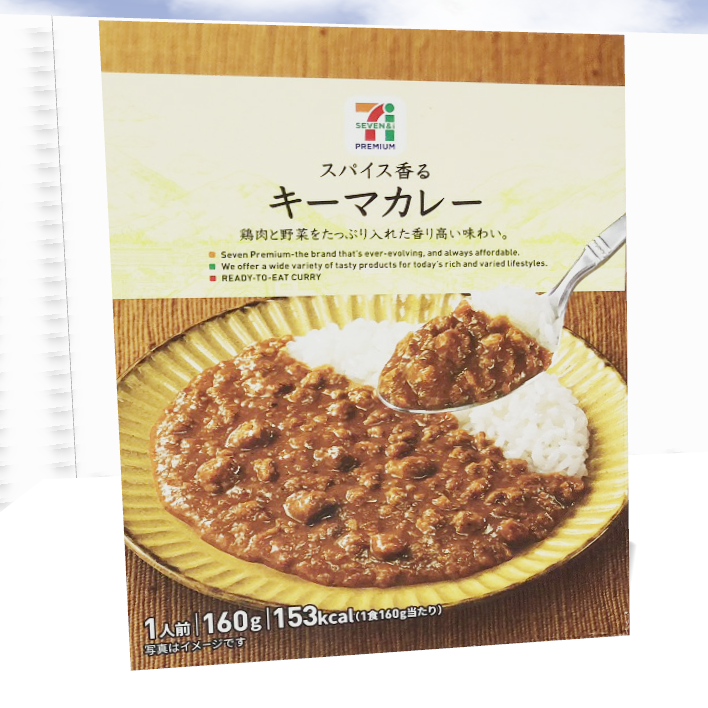 SEVEN&i
PREMIUM
スパイス香る
キーマカレー
鶏肉と野菜をたっぷり入れた香り高い味わい。
Seven Premium-the brand that's ever-evolving, and always affordable.
We offer a wide variety of tasty products for today's rich and varied lifestyles.
READY-TO-EAT CURRY
1人前 160g 153kcal(1食160g当たり)
写真はイメージです